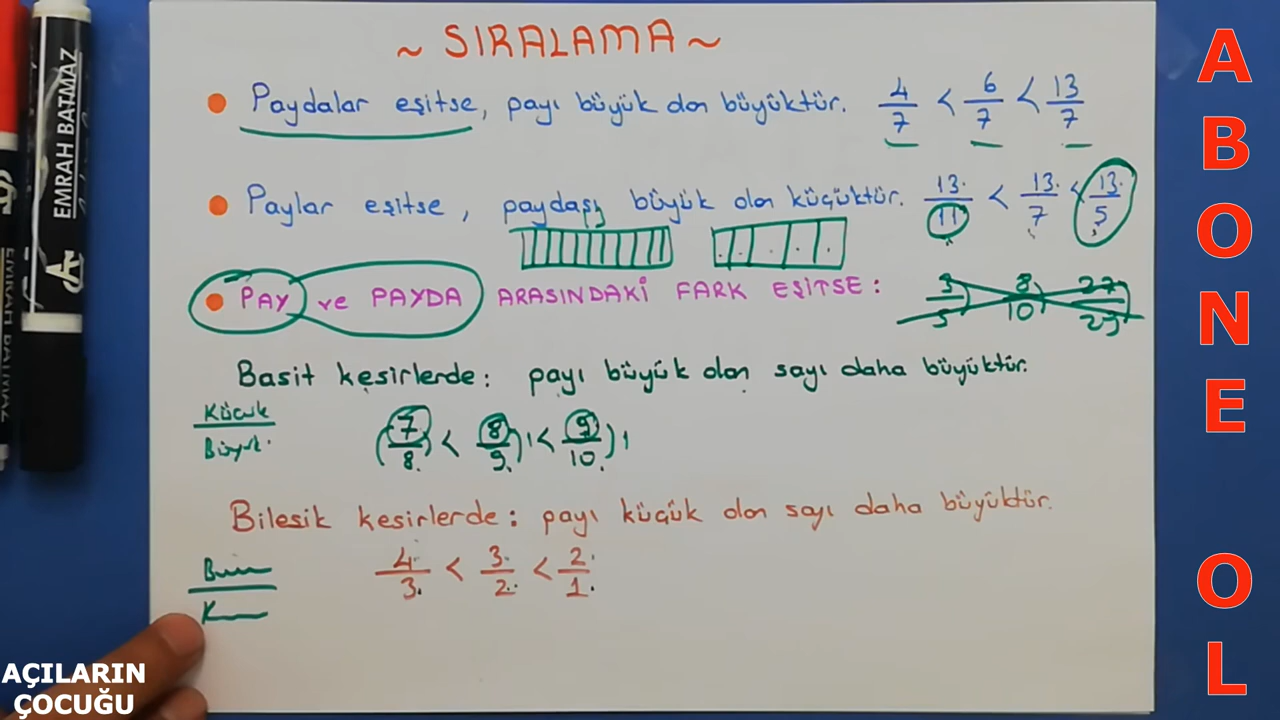 ~ SIRALAMA ~
Paydalar eşitse, payı büyük olan büyüktür. 4/7 < 6/7 < 13/7
Paylar eşitse, paydası büyük olan küçüktür. 13/11 < 13/7 < 13/5
PAY ve PAYDA ARASINDAKİ FARK EŞİTSE: 3/5 8/10 27/29
Basit kesirlerde: payı büyük olan sayı daha büyüktür.
Küçük
7/8 < 8/9 < 9/10
Bilesik kesirlerde: payı küçük olan sayı daha büyüktür.
4/3 < 3/2 < 2/1
EMRAH BATMAZ
ABONE OL
AÇILARIN
ÇOCUĞU